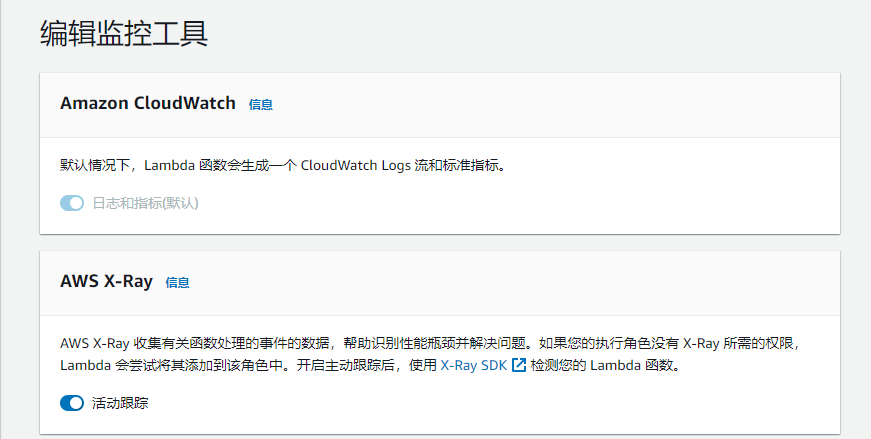 编辑监控工具
Amazon CloudWatch 信息
默认情况下，Lambda 函数会生成一个 CloudWatch Logs 流和标准指标。
日志和指标(默认)
AWS X-Ray 信息
AWS X-Ray 收集有关函数处理的事件的数据，帮助识别性能瓶颈并解决问题。如果您的执行角色没有 X-Ray 所需的权限，
Lambda 会尝试将其添加到该角色中。开启主动跟踪后，使用 X-Ray SDK 检测您的 Lambda 函数。
活动跟踪